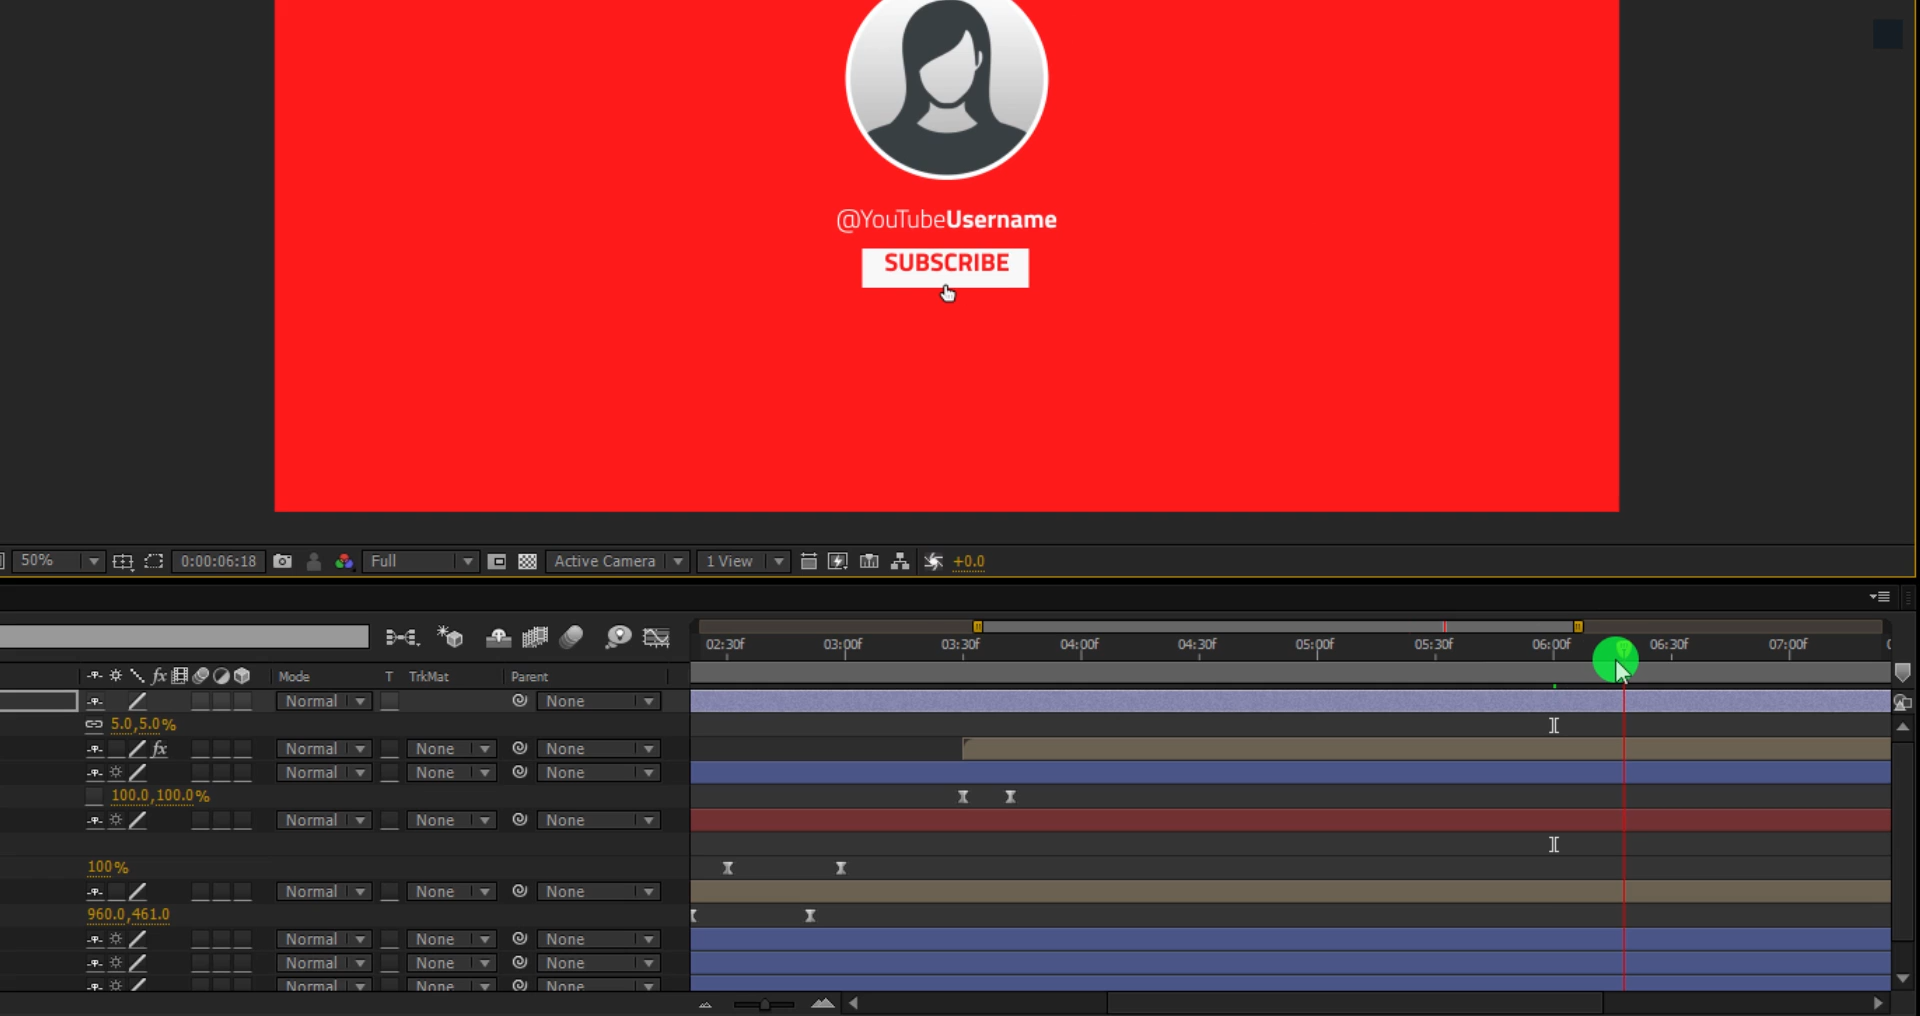 @YouTubeUsername
SUBSCRIBE
50% 0:00:06:18 Full Active Camera 1 View +0.0
02:30f 03:00f 03:30f 04:00f 04:30f 05:00f 05:30f 06:00f 06:30f 07:00f
fx Mode T TrkMat Parent
Normal None
5.0,5.0%
fx Normal None None
Normal None None
100.0,100.0%
Normal None None
100%
Normal None None
960.0,461.0
Normal None None
Normal None None
Normal None None